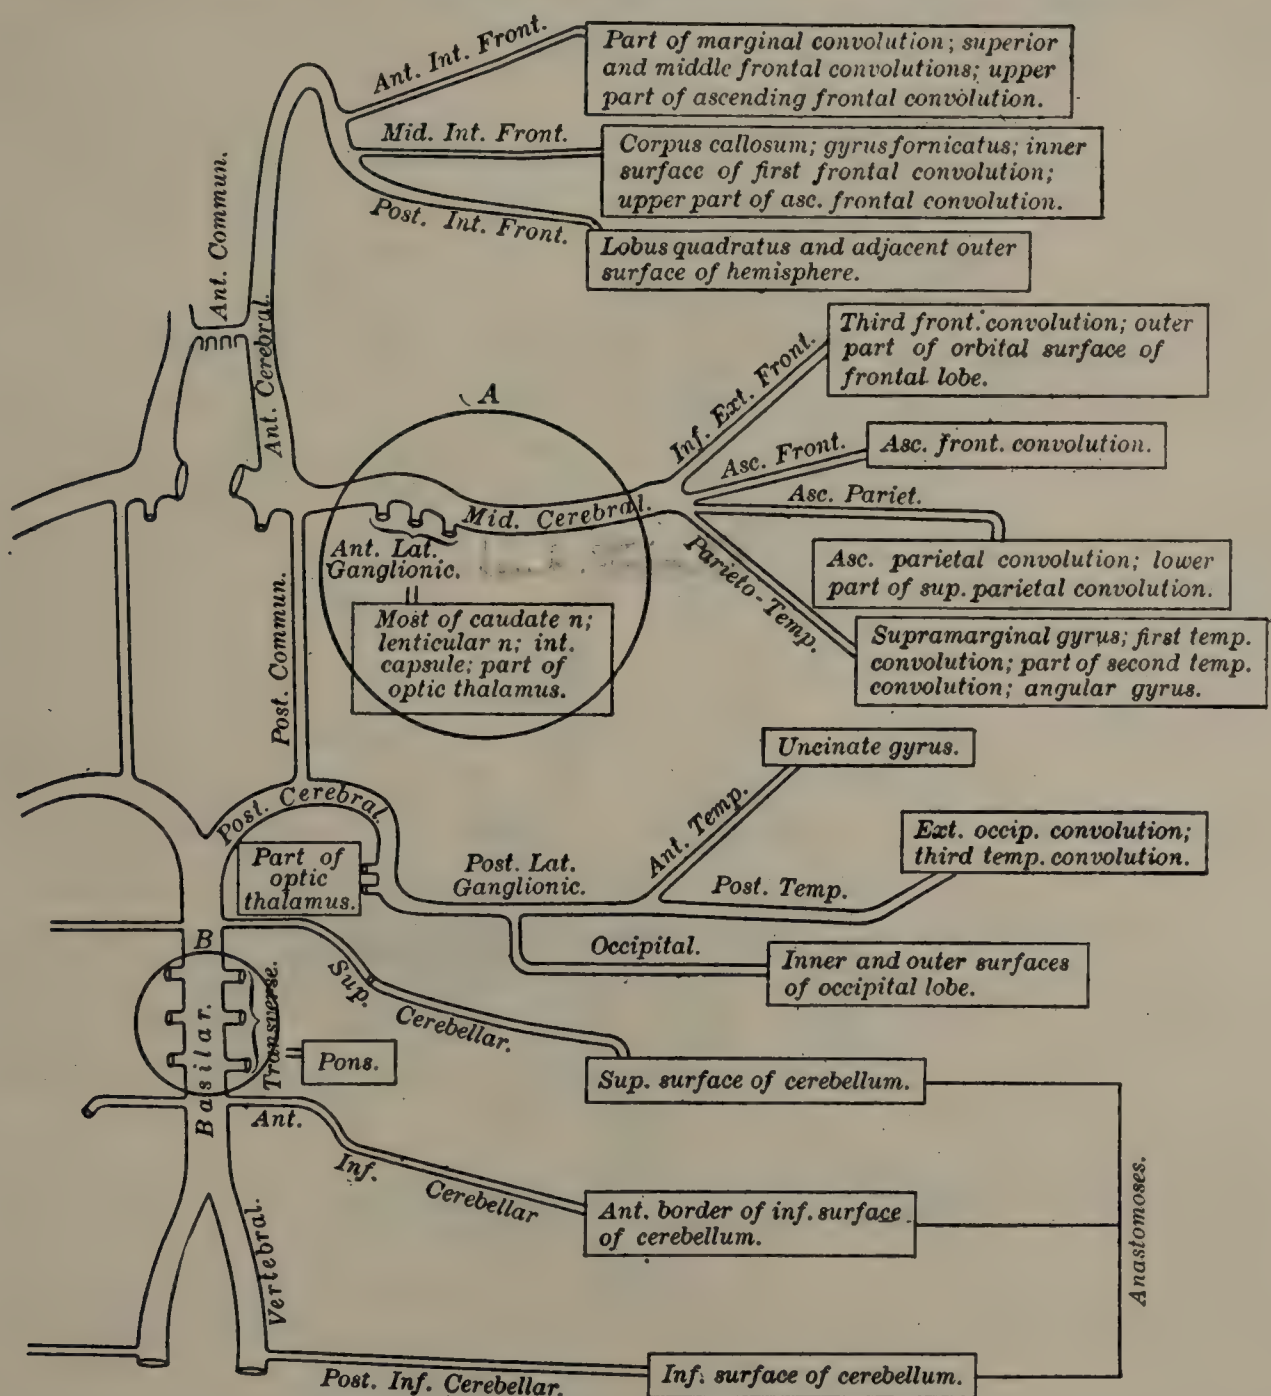 Ant. Int. Front.
Part of marginal convolution; superior
and middle frontal convolutions; upper
part of ascending frontal convolution.
Mid. Int. Front.
Corpus callosum; gyrus fornicatus; inner
surface of first frontal convolution;
upper part of asc. frontal convolution.
Post. Int. Front.
Lobus quadratus and adjacent outer
surface of hemisphere.
Ant. Commun.
Ant. Cerebral.
Third front. convolution; outer
part of orbital surface of
frontal lobe.
Inf. Ext. Front.
A
Asc. Front.
Asc. front. convolution.
Asc. Pariet.
Mid. Cerebral.
Ant. Lat.
Ganglionic.
Asc. parietal convolution; lower
part of sup. parietal convolution.
Parieto-Temp.
Most of caudate n;
lenticular n; int.
capsule; part of
optic thalamus.
Supramarginal gyrus; first temp.
convolution; part of second temp.
convolution; angular gyrus.
Post. Commun.
Uncinate gyrus.
Post. Cerebral.
Ant. Temp.
Ext. occip. convolution;
third temp. convolution.
Part of
optic
thalamus.
Post. Lat.
Ganglionic.
Post. Temp.
B
Occipital.
Inner and outer surfaces
of occipital lobe.
Sup. Cerebellar.
Transverse.
Basilar.
Pons.
Sup. surface of cerebellum.
Ant. Inf. Cerebellar
Ant. border of inf. surface
of cerebellum.
Anastomoses.
Vertebral.
Post. Inf. Cerebellar.
Inf. surface of cerebellum.